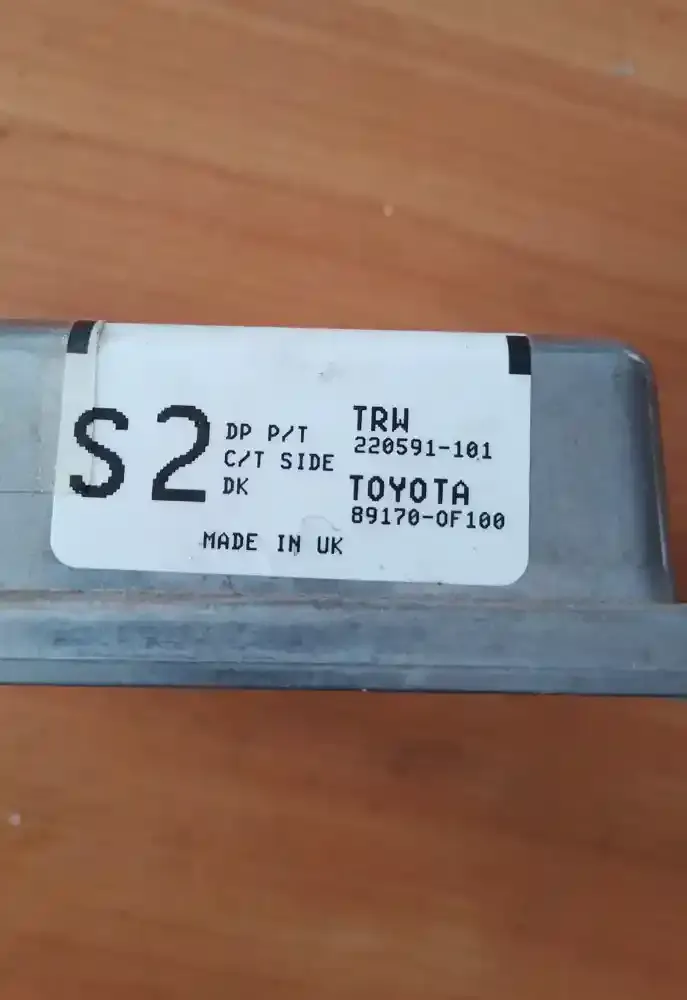 S2
DP P/T
C/T SIDE
DK
TRW
220591-101
TOYOTA
89170-0F100
MADE IN UK